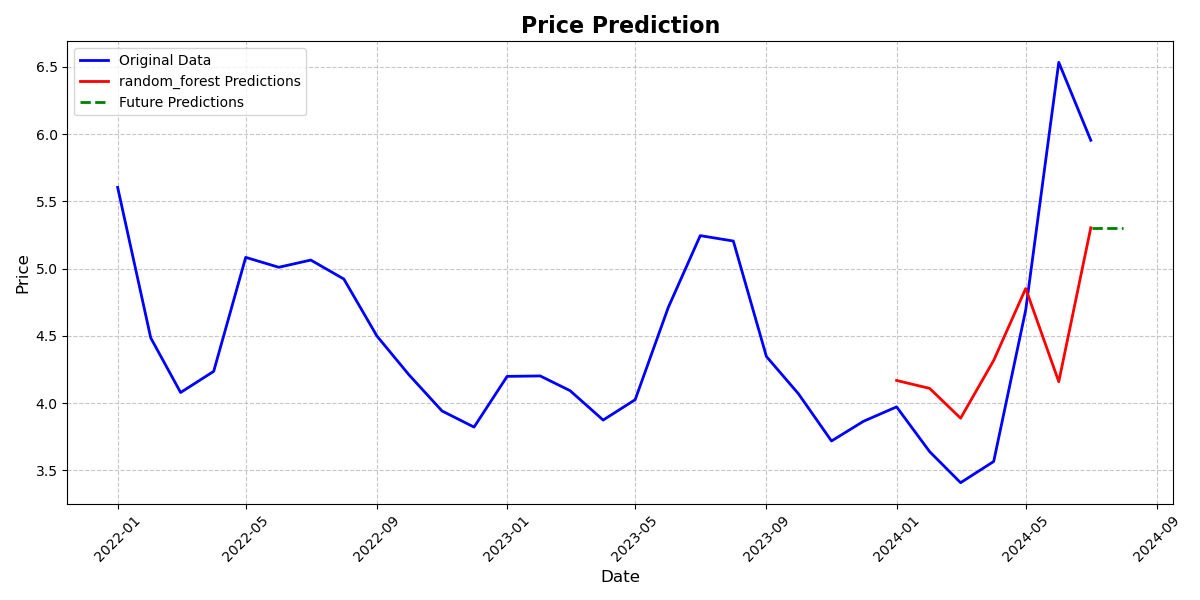 Price Prediction
Original Data
random_forest Predictions
Future Predictions
Price
6.5
6.0
5.5
5.0
4.5
4.0
3.5
2022-01
2022-05
2022-09
2023-01
2023-05
2023-09
2024-01
2024-05
2024-09
Date